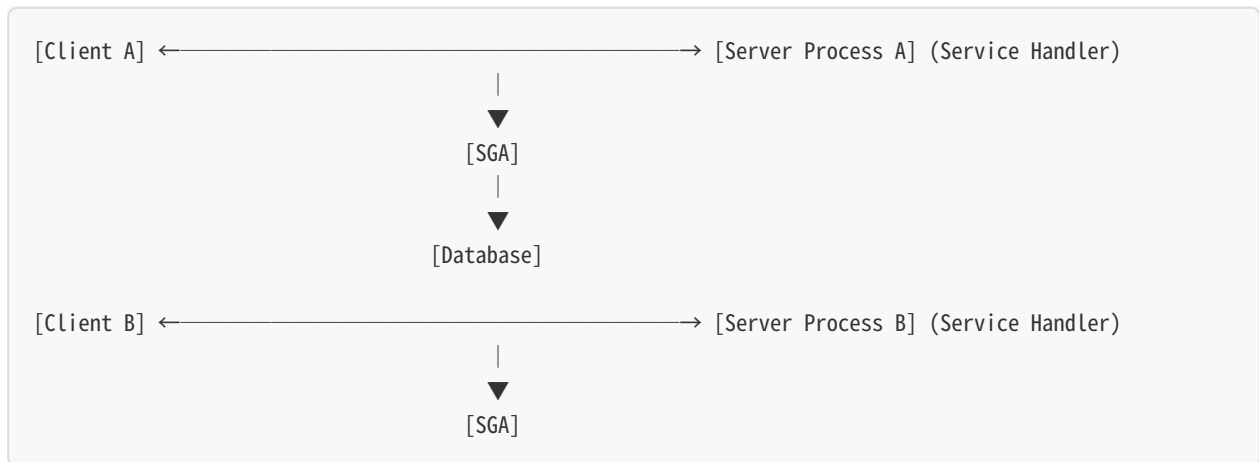 [Client A] ←──────────────────────→ [Server Process A] (Service Handler)
|
▼
[SGA]
|
▼
[Database]
[Client B] ←──────────────────────→ [Server Process B] (Service Handler)
|
▼
[SGA]